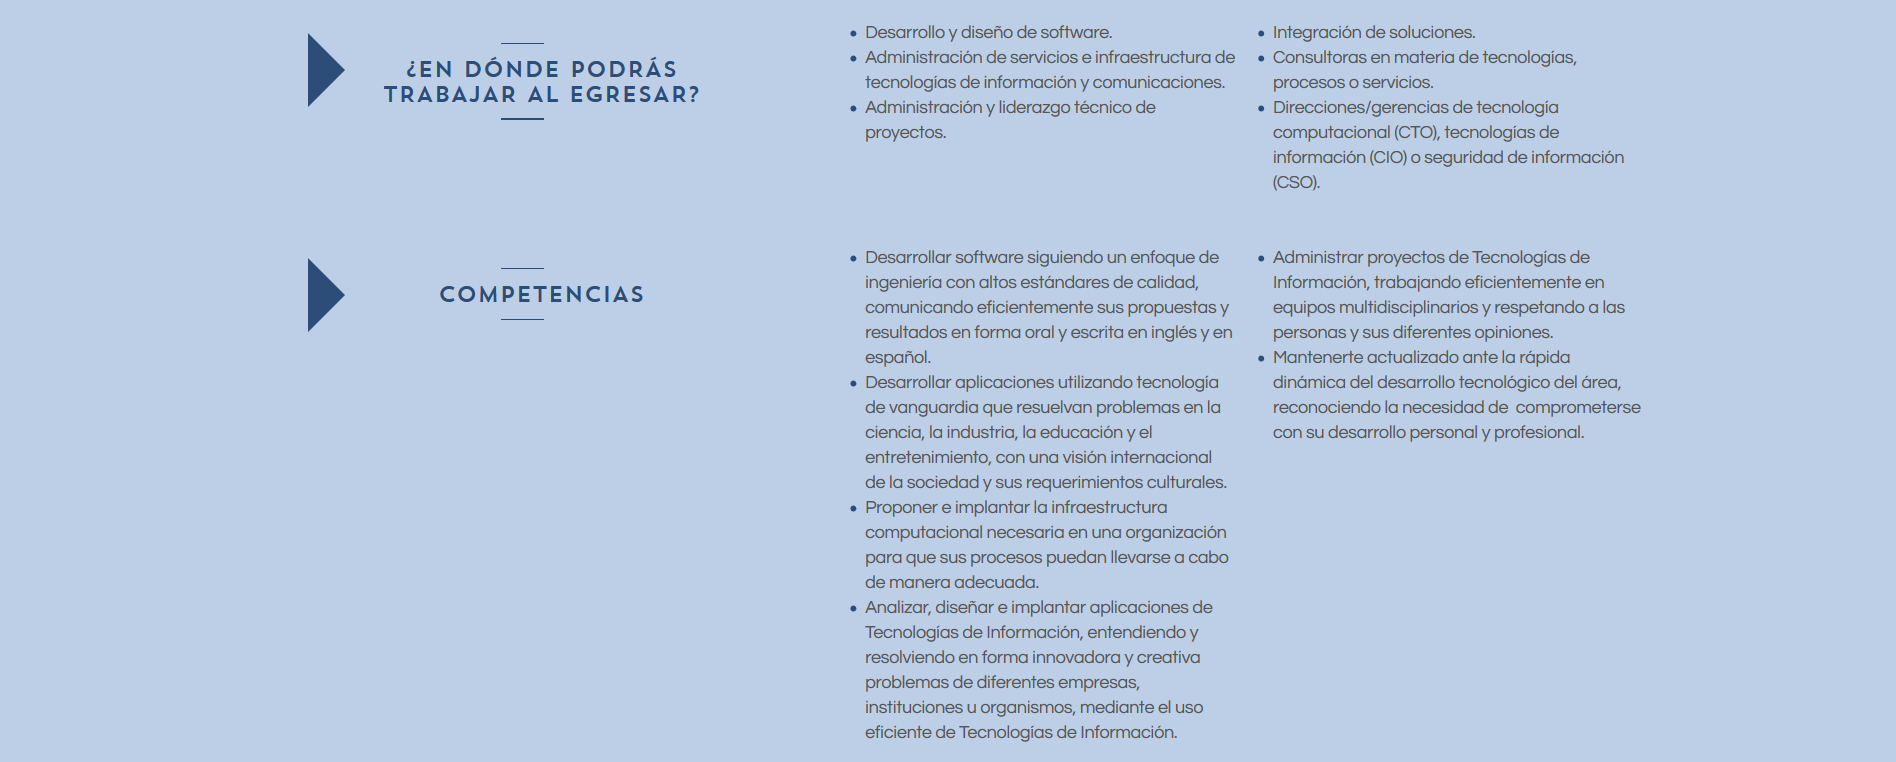 ¿EN DÓNDE PODRÁS
TRABAJAR AL EGRESAR?
Desarrollo y diseño de software.
Administración de servicios e infraestructura de
tecnologías de información y comunicaciones.
Administración y liderazgo técnico de
proyectos.
Integración de soluciones.
Consultoras en materia de tecnologías,
procesos o servicios.
Direcciones/gerencias de tecnología
computacional (CTO), tecnologías de
información (CIO) o seguridad de información
(CSO).
COMPETENCIAS
Desarrollar software siguiendo un enfoque de
ingeniería con altos estándares de calidad,
comunicando eficientemente sus propuestas y
resultados en forma oral y escrita en inglés y en
español.
Desarrollar aplicaciones utilizando tecnología
de vanguardia que resuelvan problemas en la
ciencia, la industria, la educación y el
entretenimiento, con una visión internacional
de la sociedad y sus requerimientos culturales.
Proponer e implantar la infraestructura
computacional necesaria en una organización
para que sus procesos puedan llevarse a cabo
de manera adecuada.
Analizar, diseñar e implantar aplicaciones de
Tecnologías de Información, entendiendo y
resolviendo en forma innovadora y creativa
problemas de diferentes empresas,
instituciones u organismos, mediante el uso
eficiente de Tecnologías de Información.
Administrar proyectos de Tecnologías de
Información, trabajando eficientemente en
equipos multidisciplinarios y respetando a las
personas y sus diferentes opiniones.
Mantenerte actualizado ante la rápida
dinámica del desarrollo tecnológico del área,
reconociendo la necesidad de  comprometerse
con su desarrollo personal y profesional.